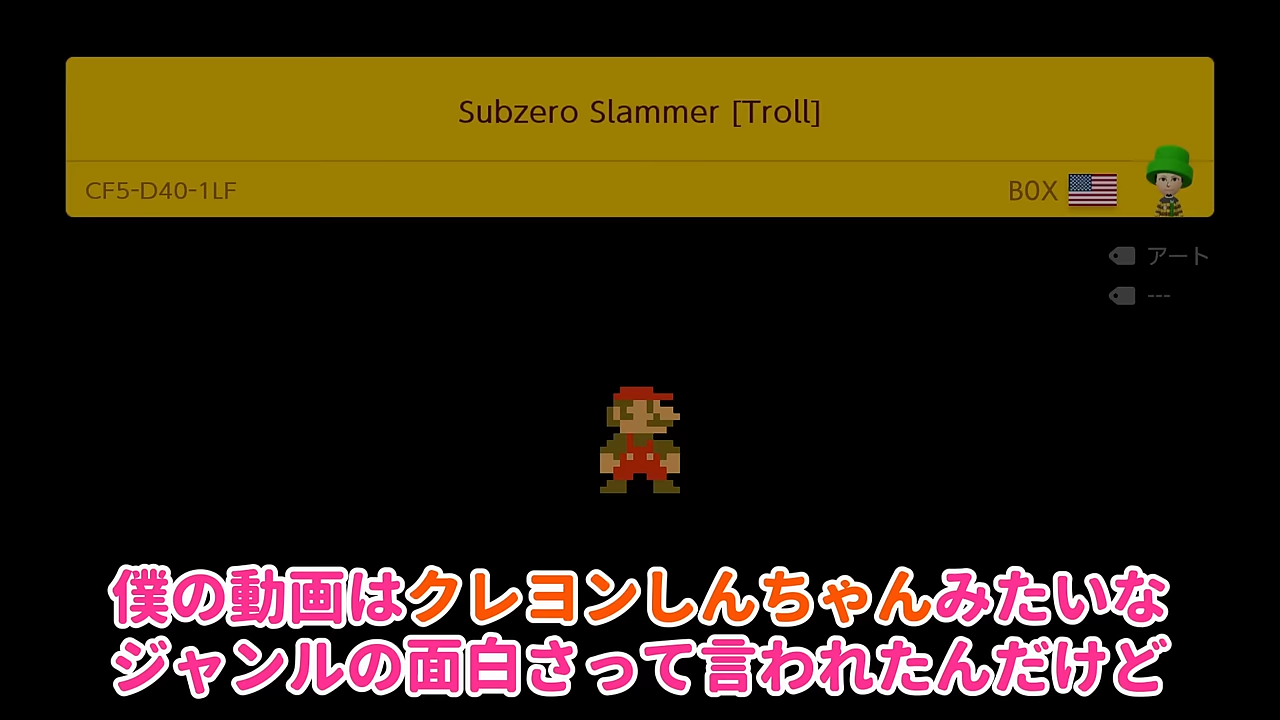 Subzero Slammer [Troll]
CF5-D40-1LF
B0X
アート
---
僕の動画はクレヨンしんちゃんみたいな
ジャンルの面白さって言われたんだけど